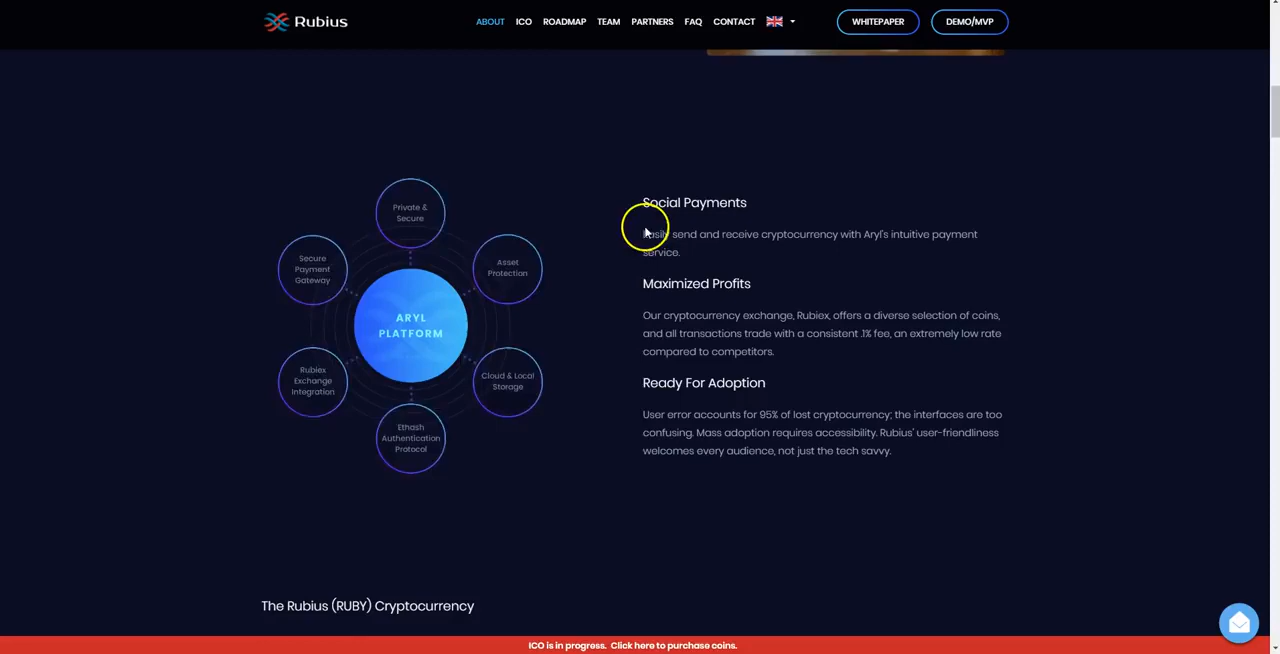 Rubius
ABOUT
ICO
ROADMAP
TEAM
PARTNERS
FAQ
CONTACT
WHITEPAPER
DEMO/MVP
Private &
Secure
Secure
Payment
Gateway
Asset
Protection
ARYL
PLATFORM
Rubiex
Exchange
Integration
Cloud & Local
Storage
Ethash
Authentication
Protocol
Social Payments
Easily send and receive cryptocurrency with Aryl's intuitive payment
service.
Maximized Profits
Our cryptocurrency exchange, Rubiex, offers a diverse selection of coins,
and all transactions trade with a consistent .1% fee, an extremely low rate
compared to competitors.
Ready For Adoption
User error accounts for 95% of lost cryptocurrency; the interfaces are too
confusing. Mass adoption requires accessibility. Rubius' user-friendliness
welcomes every audience, not just the tech savvy.
The Rubius (RUBY) Cryptocurrency
ICO is in progress. Click here to purchase coins.